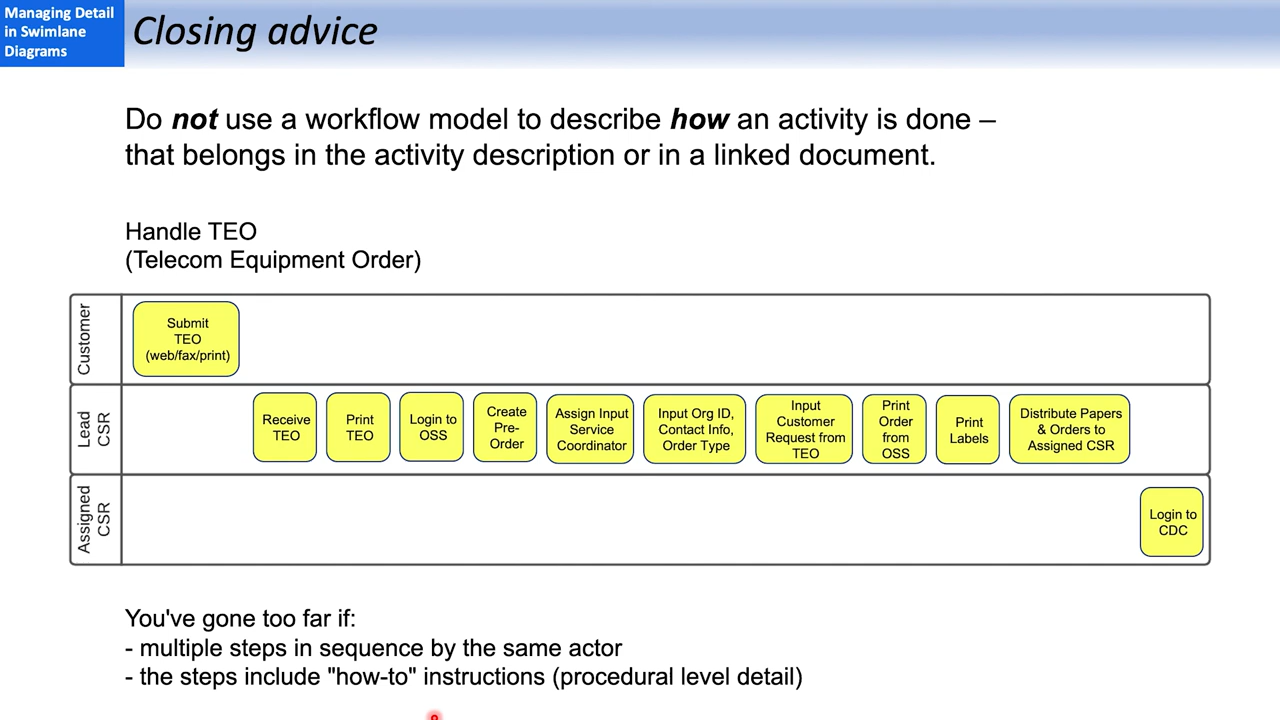 Managing Detail
in Swimlane
Diagrams
Closing advice
Do not use a workflow model to describe how an activity is done –
that belongs in the activity description or in a linked document.
Handle TEO
(Telecom Equipment Order)
Customer
Submit
TEO
(web/fax/print)
Lead
CSR
Receive
TEO
Print
TEO
Login to
OSS
Create
Pre-
Order
Assign Input
Service
Coordinator
Input Org ID,
Contact Info,
Order Type
Input
Customer
Request from
TEO
Print
Order
from
OSS
Print
Labels
Distribute Papers
& Orders to
Assigned CSR
Assigned
CSR
Login to
CDC
You've gone too far if:
- multiple steps in sequence by the same actor
- the steps include "how-to" instructions (procedural level detail)